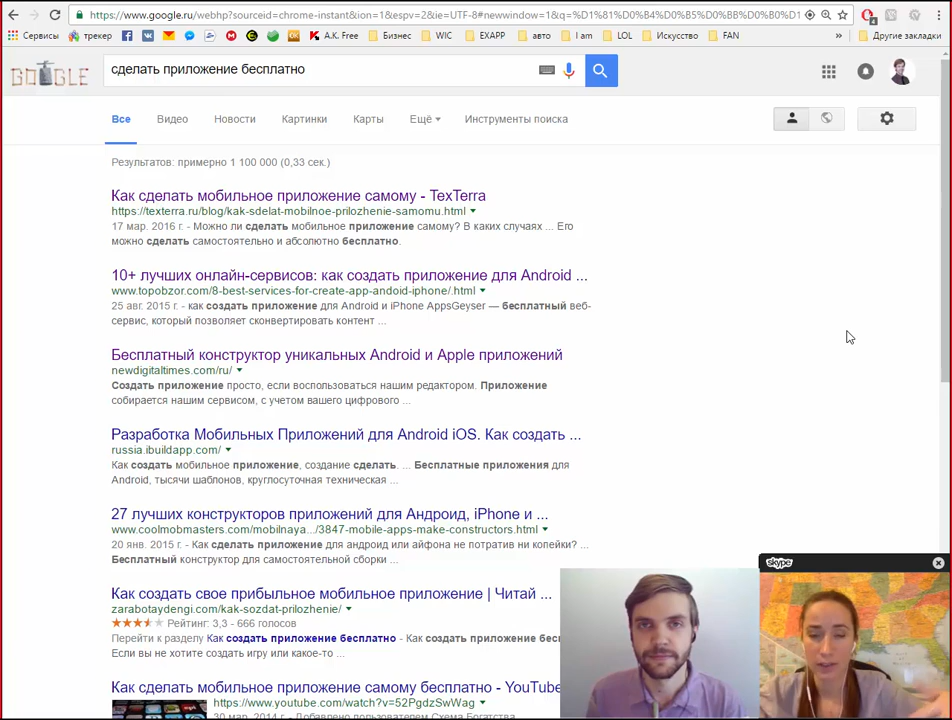 https://www.google.ru/webhp?sourceid=chrome-instant&ion=1&espv=2&ie=UTF-8#newwindow=1&q=%D1%81%D0%B4%D0%B5%D0%BB%D0%B0%D1
Сервисы трекер A.K. Free Бизнес WIC EXAPP авто I am LOL Искусство FAN » Другие закладки
GOOGLE сделать приложение бесплатно
Все Видео Новости Картинки Карты Ещё Инструменты поиска
Результатов: примерно 1 100 000 (0,33 сек.)
Как сделать мобильное приложение самому - TexTerra
https://texterra.ru/blog/kak-sdelat-mobilnoe-prilozhenie-samomu.html
17 мар. 2016 г. - Можно ли сделать мобильное приложение самому? В каких случаях ... Его
можно сделать самостоятельно и абсолютно бесплатно.
10+ лучших онлайн-сервисов: как создать приложение для Android ...
www.topobzor.com/8-best-services-for-create-app-andoid-iphone/.html
25 авг. 2015 г. - как создать приложение для Android и iPhone AppsGeyser — бесплатный веб-
сервис, который позволяет сконвертировать контент ...
Бесплатный конструктор уникальных Android и Apple приложений
newdigitaltimes.com/ru/
Создать приложение просто, если воспользоваться нашим редактором. Приложение
собирается нашим сервисом, с учетом вашего цифрового ...
Разработка Мобильных Приложений для Android iOS. Как создать ...
russia.ibuildapp.com/
Как создать мобильное приложение, создание сделать. ... Бесплатные приложения для
Android, тысячи шаблонов, круглосуточная техническая ...
27 лучших конструкторов приложений для Андроид, iPhone и ...
www.coolmobmasters.com/mobilnaya.../3847-mobile-apps-make-constructors.html
20 янв. 2015 г. - Как сделать приложение для андроид или айфона не потратив ни копейки? ...
Бесплатный конструктор для самостоятельной сборки ...
Как создать свое прибыльное мобильное приложение | Читай ...
zarabotaydengi.com/kak-sozdat-prilozhenie/
Рейтинг: 3,3 - 666 голосов
Перейти к разделу Как создать приложение бесплатно - Как создать приложение бес
Если вы не хотите создать игру или какое-то ...
Как сделать мобильное приложение самому бесплатно - YouTube
https://www.youtube.com/watch?v=52PgdzSwWag
30 мар. 2014 г. - Добавлено пользователем Схема Богатства
skype